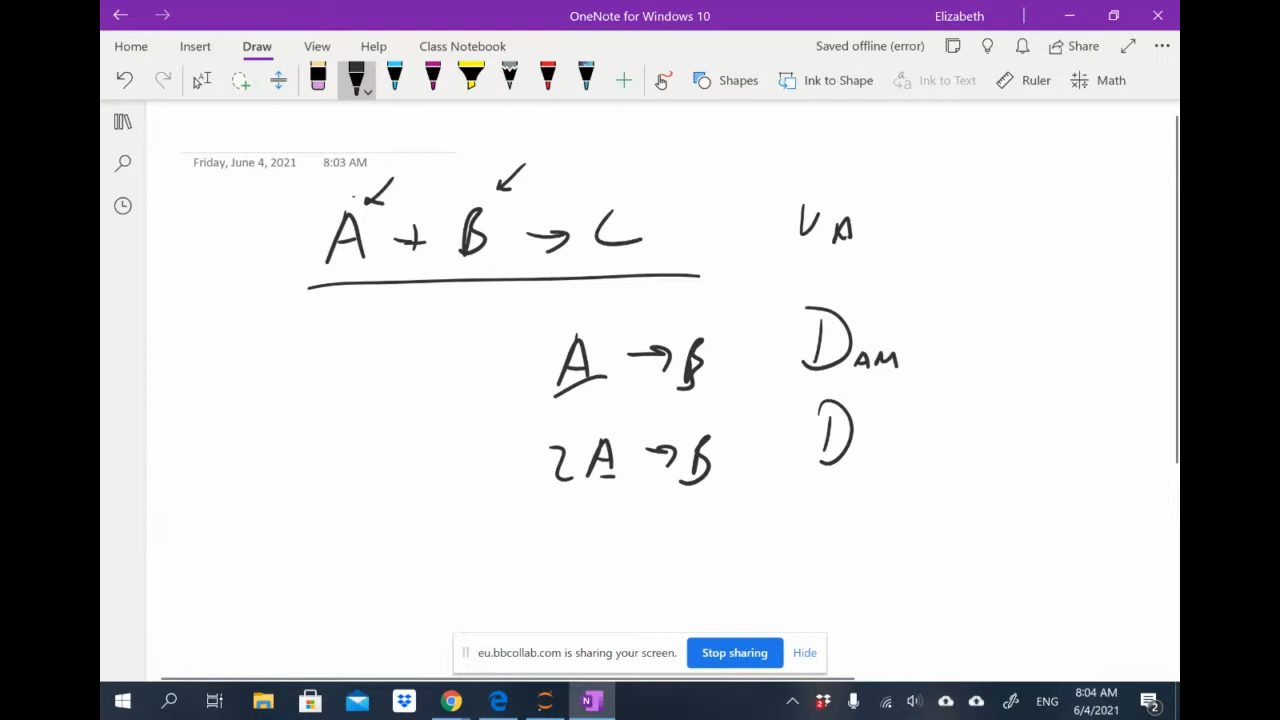 OneNote for Windows 10
Elizabeth
Home Insert Draw View Help Class Notebook
Saved offline (error) Share
Shapes Ink to Shape Ink to Text Ruler Math
Friday, June 4, 2021 8:03 AM
A + B → C
A → B
D AM
2A → B
D
eu.bbcollab.com is sharing your screen. Stop sharing Hide
ENG
8:04 AM
6/4/2021
2